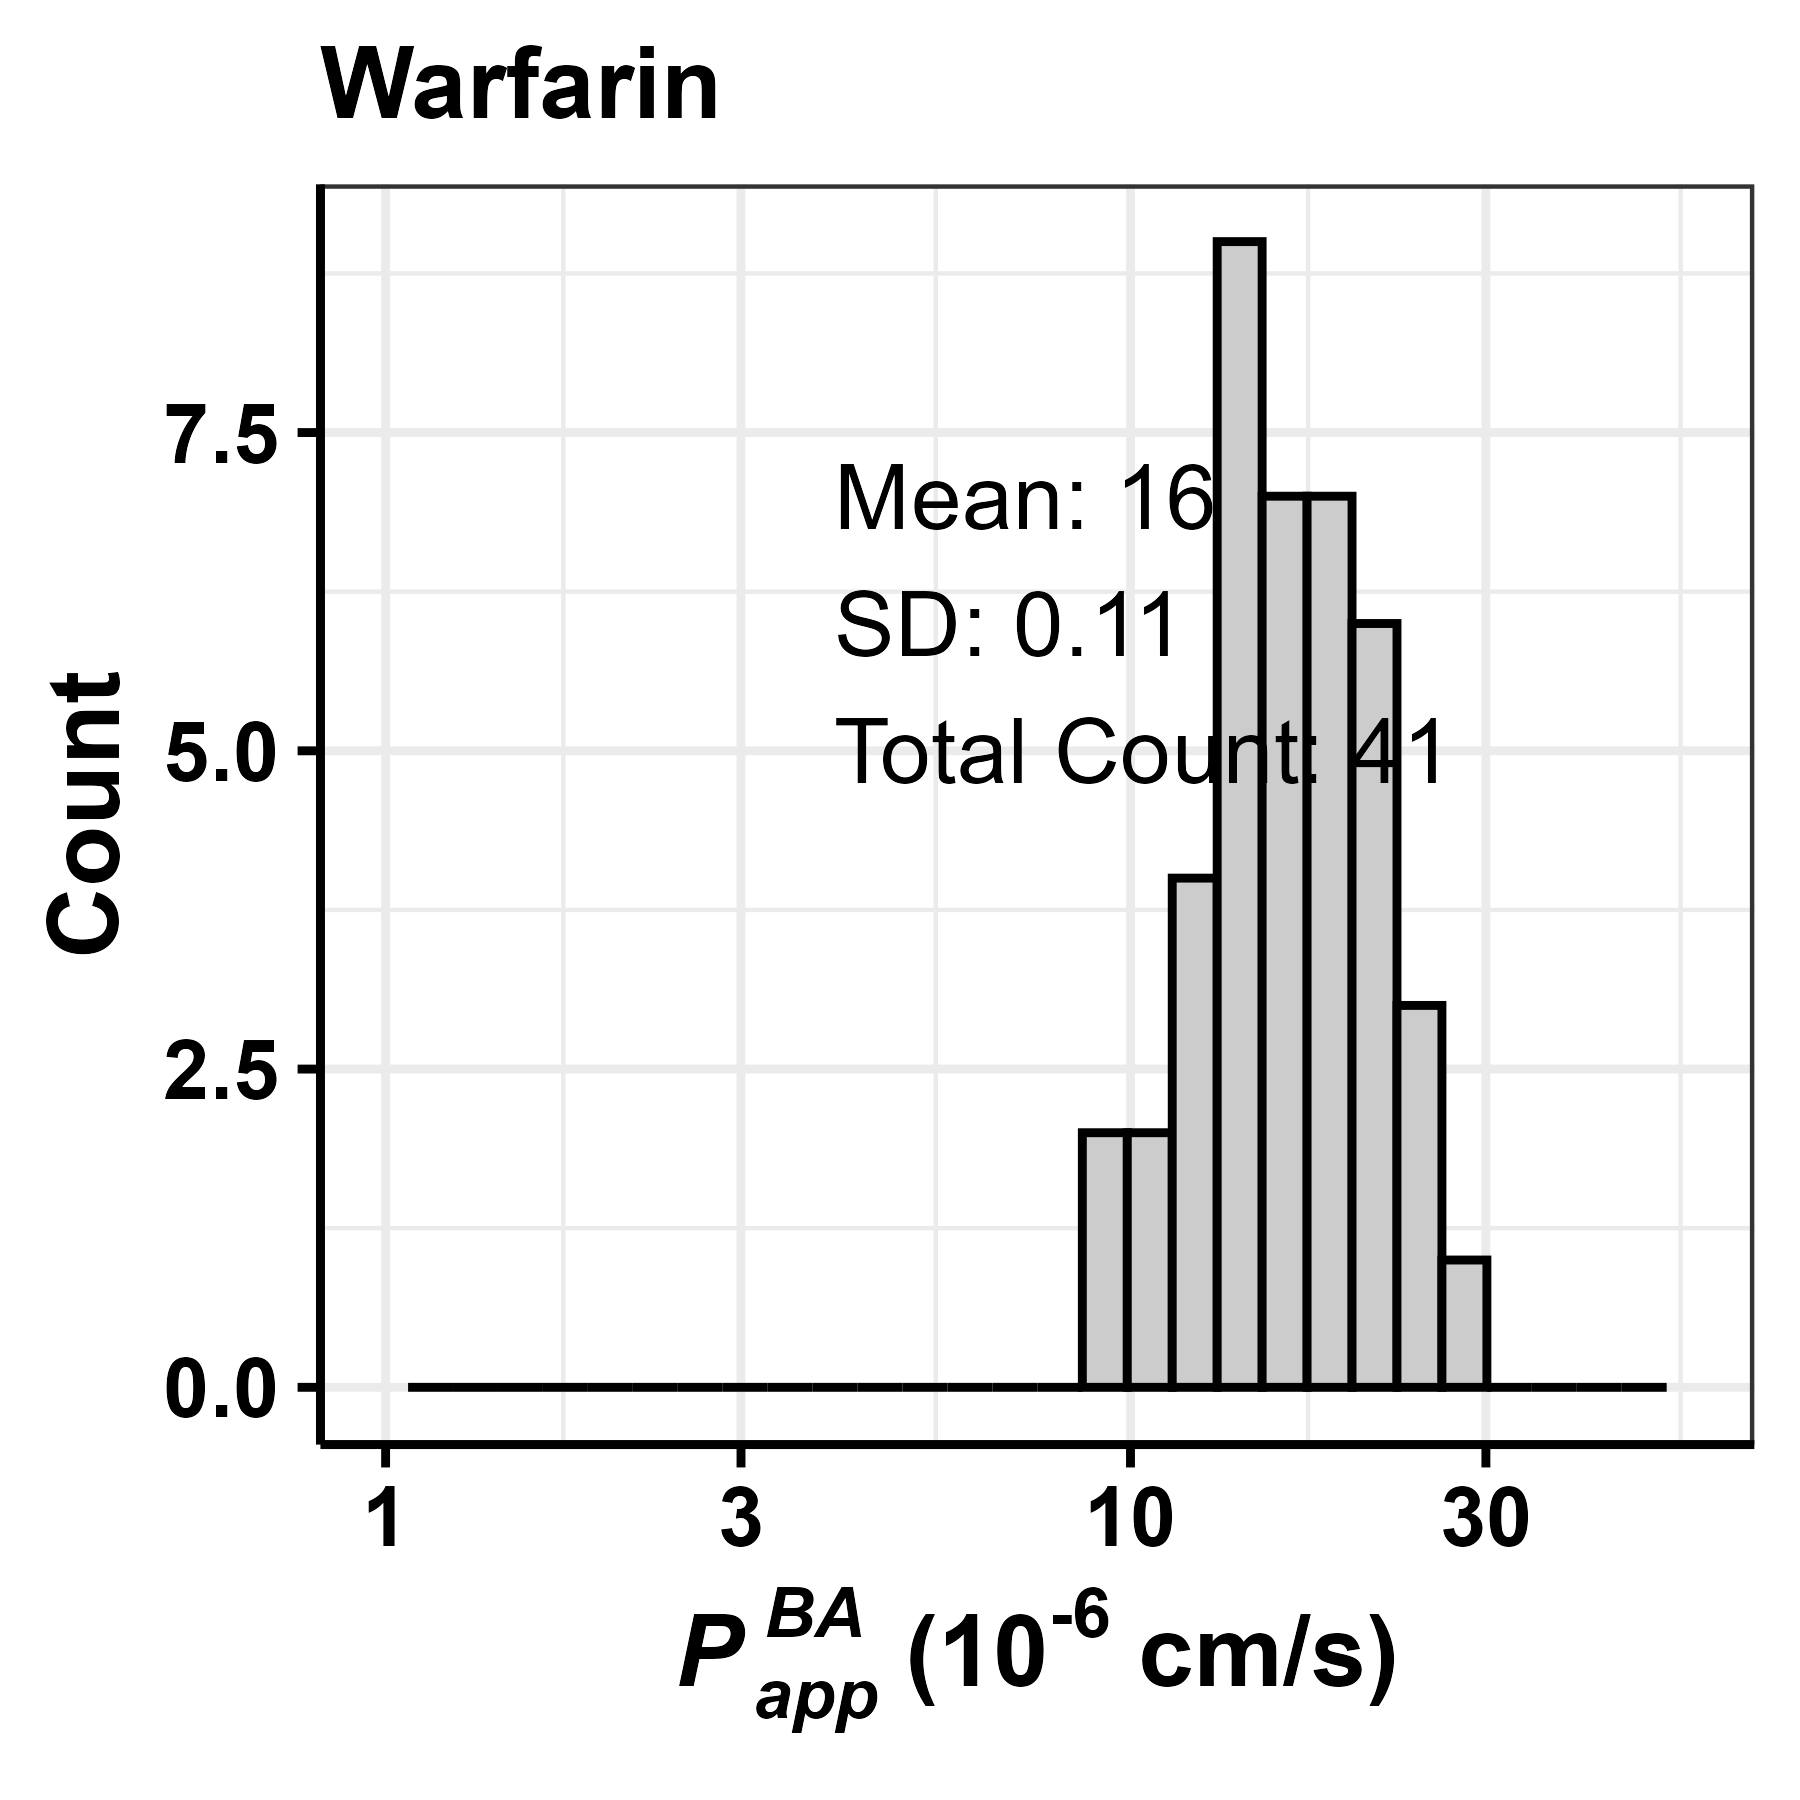 Warfarin
7.5
Mean: 16
SD: 0.11
Total Count: 41
5.0
2.5
0.0
Count
1 3 10 30
P BA app (10-6 cm/s)